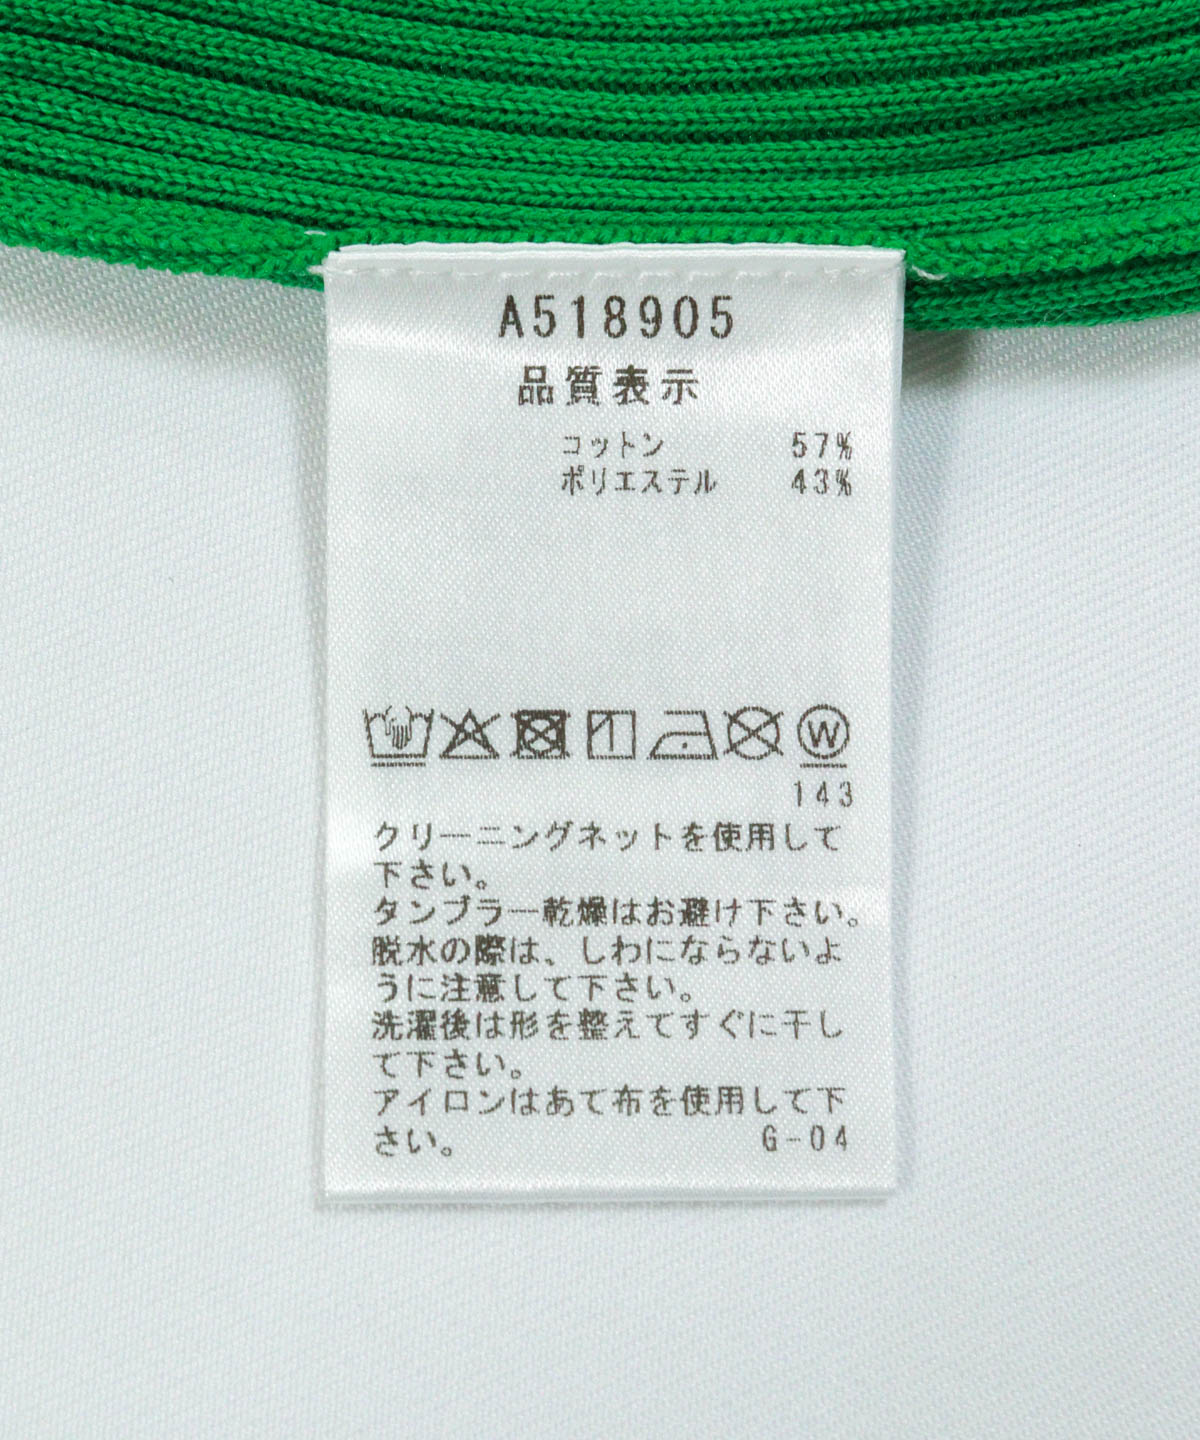 A518905
品質表示
コットン 57%
ポリエステル 43%
W
143
クリーニングネットを使用して
下さい。
タンブラー乾燥はお避け下さい。
脱水の際は、しわにならないよ
うに注意して下さい。
洗濯後は形を整えてすぐに干し
て下さい。
アイロンはあて布を使用して下
さい。 G-04